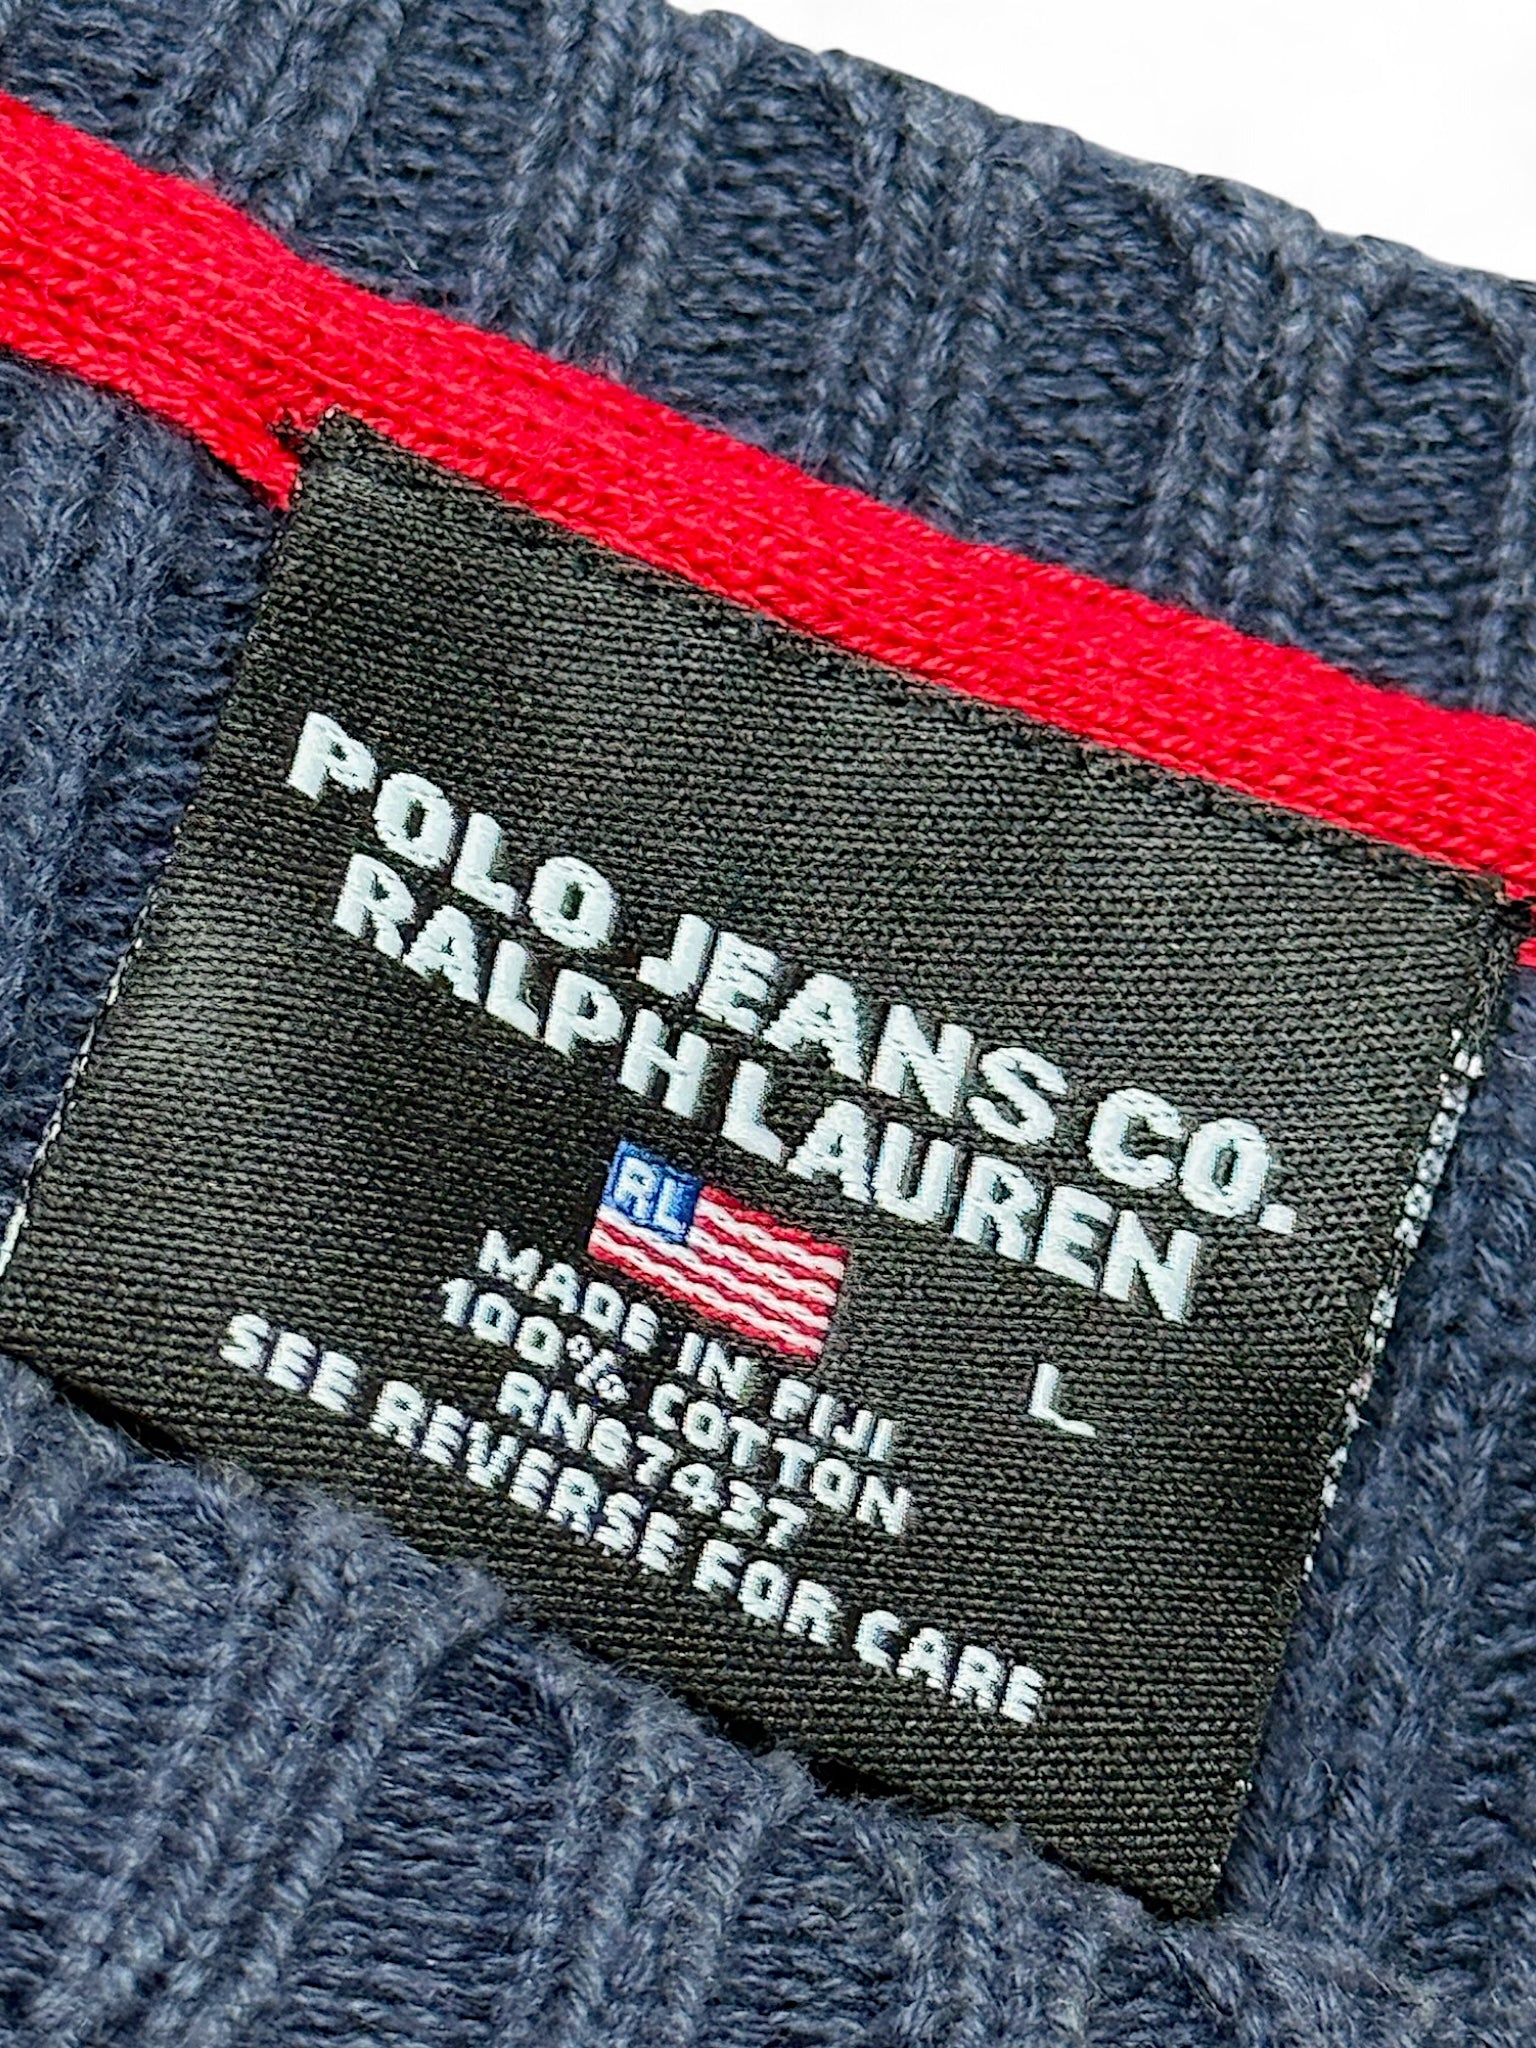 POLO JEANS CO.
RALPH LAUREN
RL
MADE IN FIJI
L
100% COTTON
RN67437
SEE REVERSE FOR CARE